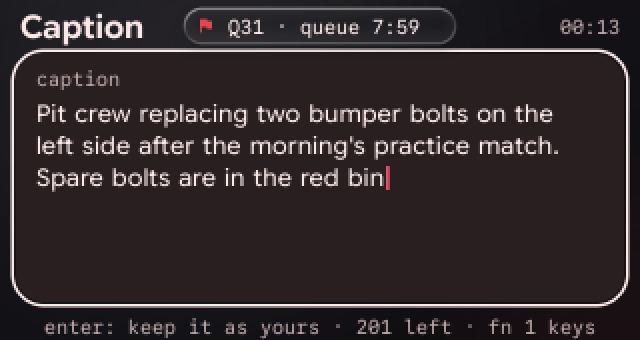 Caption
Q31 · queue 7:59
00:13
caption
Pit crew replacing two bumper bolts on the
left side after the morning's practice match.
Spare bolts are in the red bin
enter: keep it as yours · 201 left · fn 1 keys